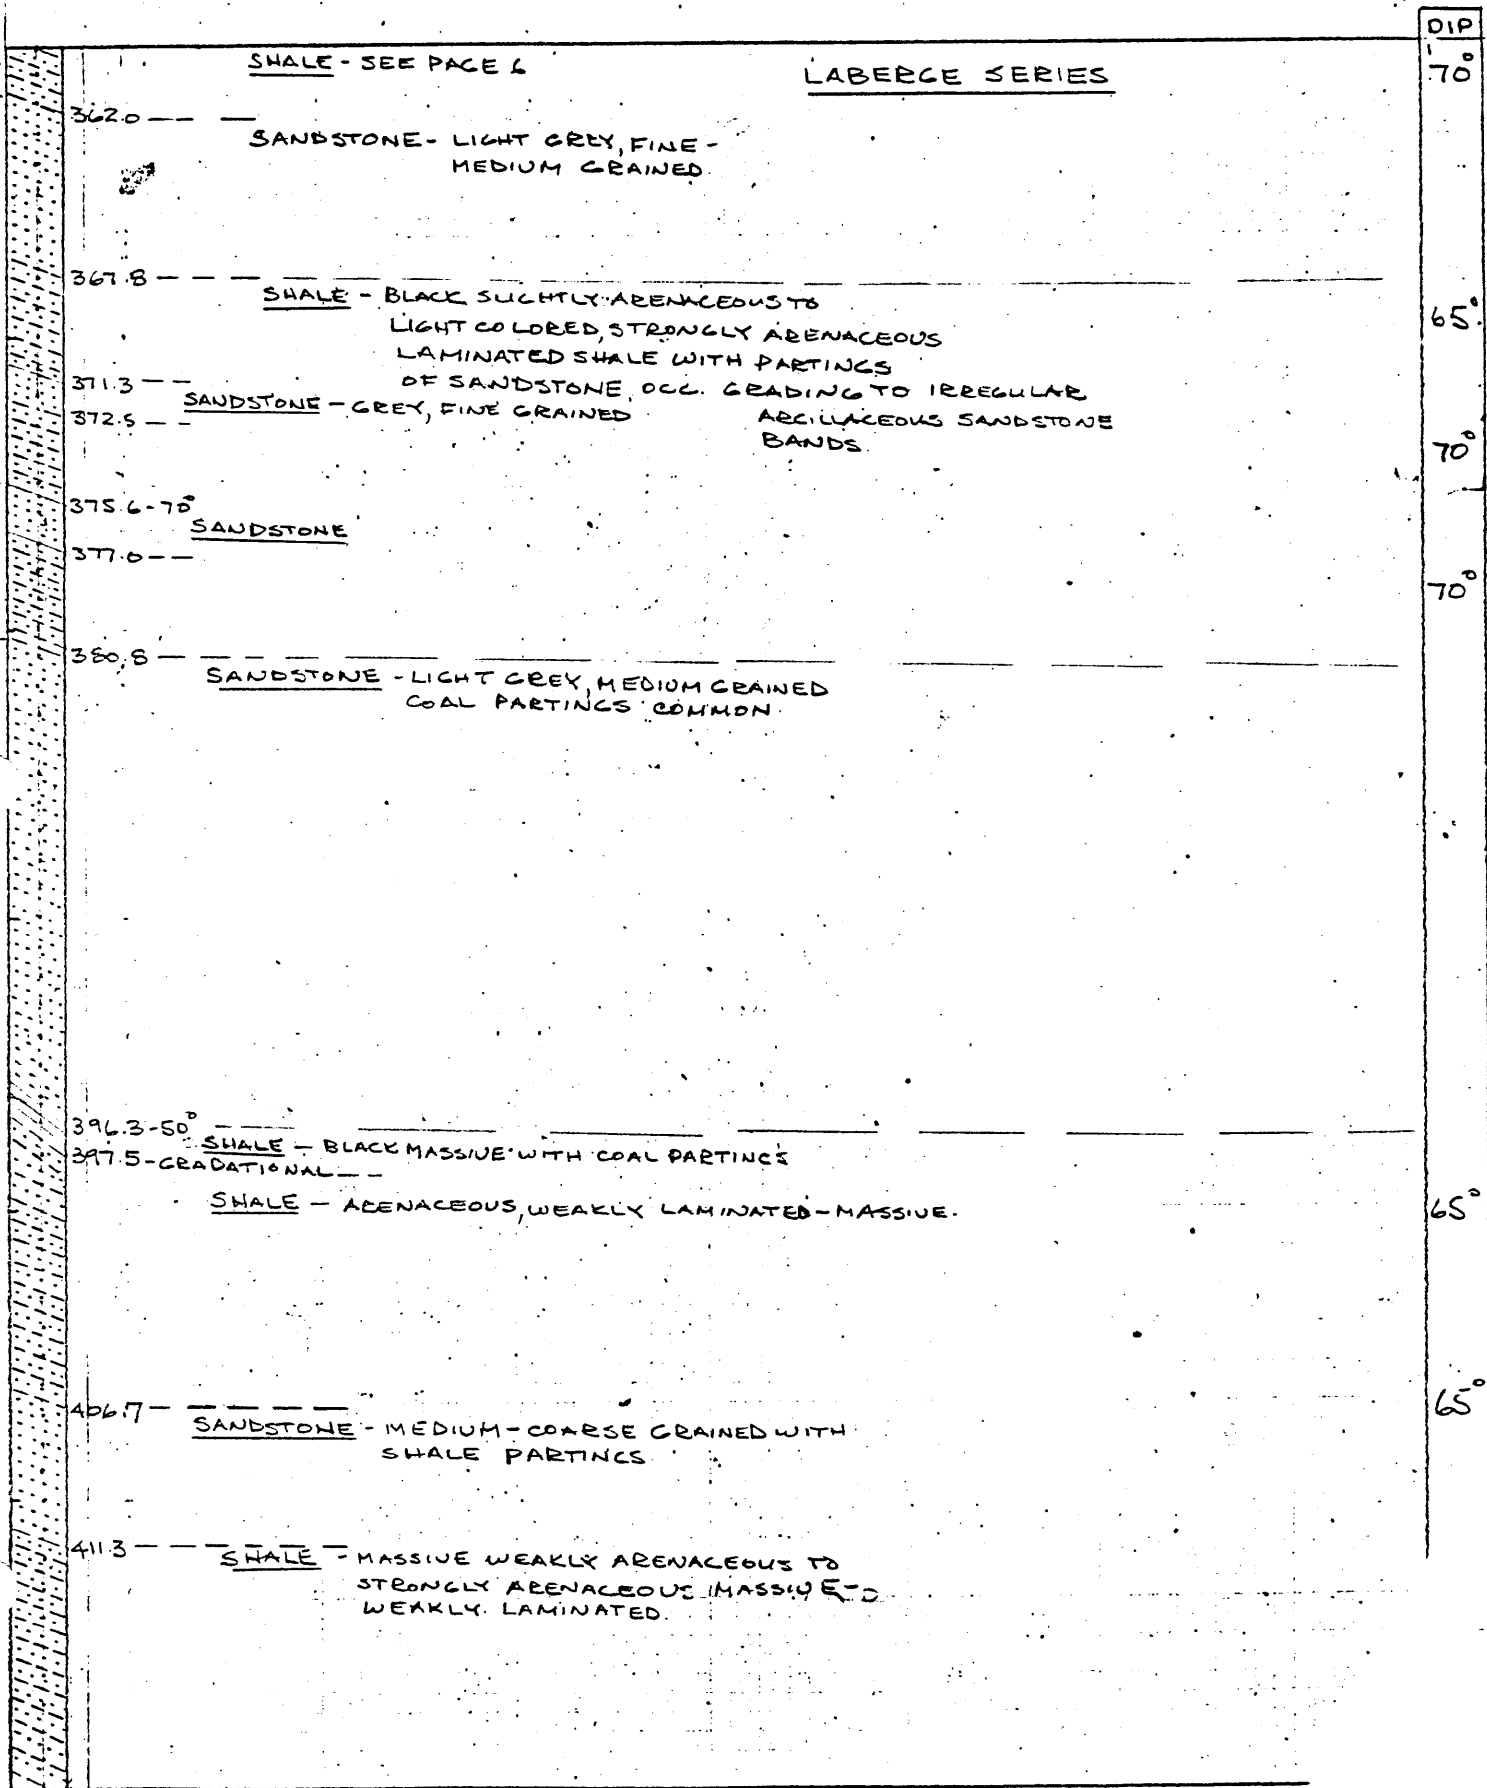 DIP
SHALE - SEE PAGE 6
LABERGE SERIES
70°
362.0 — — —
SANDSTONE - LIGHT GREY, FINE -
MEDIUM GRAINED.
367.8 — — —
SHALE - BLACK SLIGHTLY ARENACEOUS TO
LIGHT COLORED, STRONGLY ARENACEOUS
65°
LAMINATED SHALE WITH PARTINGS
371.3 — —
OF SANDSTONE, OCC. GRADING TO IRREGULAR
SANDSTONE - GREY, FINE GRAINED
ARGILLACEOUS SANDSTONE
372.5 — —
BANDS.
70°
375.6-70°
SANDSTONE
377.0 — —
70°
380.8 — — —
SANDSTONE - LIGHT GREY, MEDIUM GRAINED
COAL PARTINGS COMMON.
396.3-50° — —
SHALE - BLACK MASSIVE WITH COAL PARTINGS
397.5-GRADATIONAL — —
SHALE - ARENACEOUS, WEAKLY LAMINATED - MASSIVE.
65°
406.7 — — — —
65°
SANDSTONE - MEDIUM - COARSE GRAINED WITH
SHALE PARTINGS
411.3 — — — —
SHALE - MASSIVE WEAKLY ARENACEOUS TO
STRONGLY ARENACEOUS MASSIVE -
WEAKLY LAMINATED.